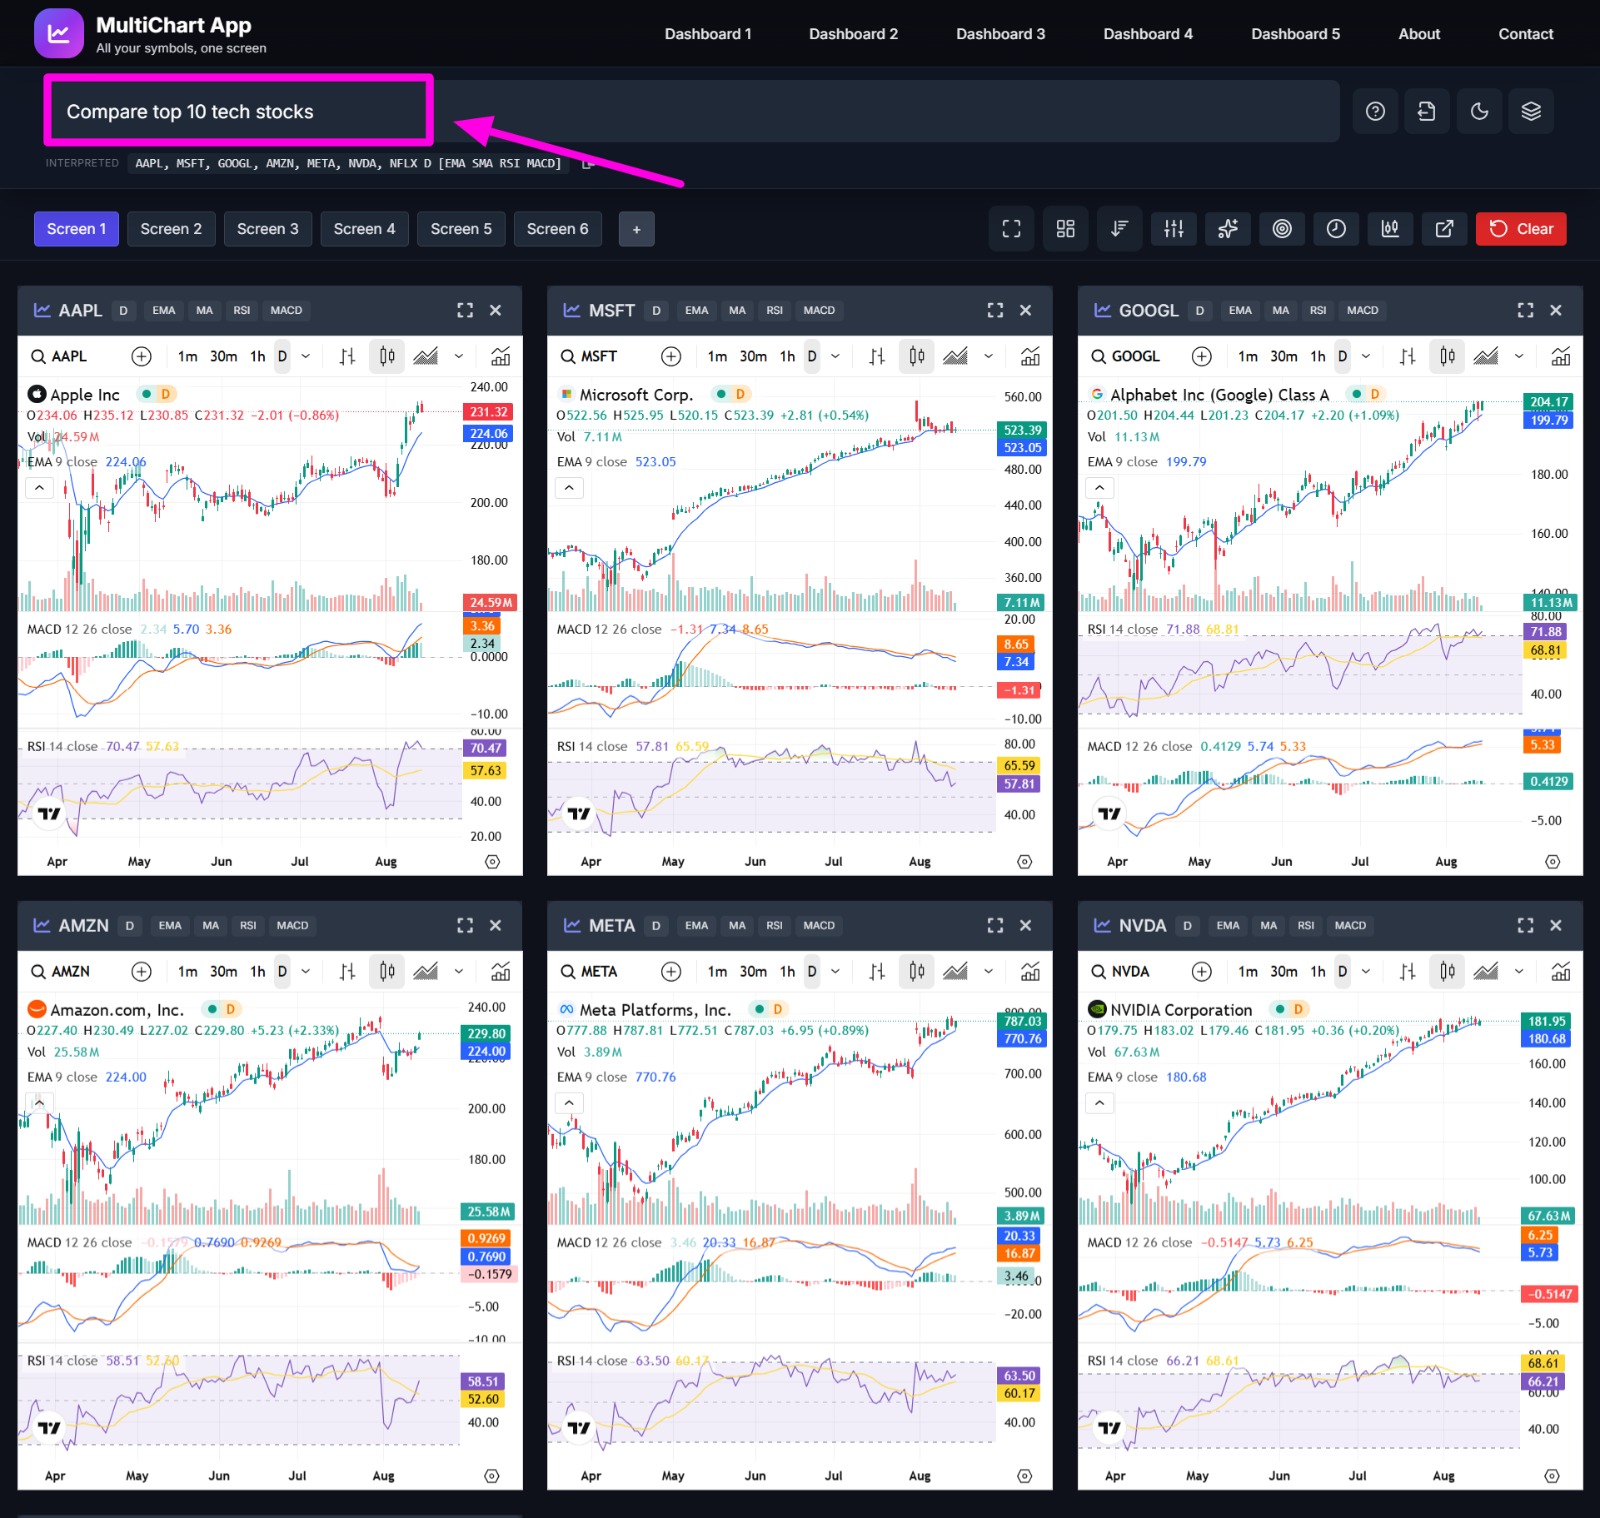 MultiChart App
All your symbols, one screen
Dashboard 1 Dashboard 2 Dashboard 3 Dashboard 4 Dashboard 5 About Contact
Compare top 10 tech stocks
INTERPRETED AAPL, MSFT, GOOGL, AMZN, META, NVDA, NFLX D [EMA SMA RSI MACD]
Screen 1 Screen 2 Screen 3 Screen 4 Screen 5 Screen 6 + Clear
AAPL D EMA MA RSI MACD
AAPL 1m 30m 1h D
Apple Inc D
O234.06 H235.12 L230.85 C231.32 −2.01 (−0.86%)
Vol 24.59M
EMA 9 close 224.06
240.00
231.32
224.06
220.00
200.00
180.00
24.59M
MACD 12 26 close 2.34 5.70 3.36
3.36
2.34
0.0000
−10.00
RSI 14 close 70.47 57.63
80.00
70.47
57.63
40.00
20.00
Apr May Jun Jul Aug
MSFT D EMA MA RSI MACD
MSFT 1m 30m 1h D
Microsoft Corp. D
O522.56 H525.95 L520.15 C523.39 +2.81 (+0.54%)
Vol 7.11M
EMA 9 close 523.05
560.00
523.39
523.05
480.00
440.00
400.00
360.00
7.11M
MACD 12 26 close −1.31 7.34 8.65
20.00
8.65
7.34
−1.31
−10.00
RSI 14 close 57.81 65.59
80.00
65.59
57.81
40.00
Apr May Jun Jul Aug
GOOGL D EMA MA RSI MACD
GOOGL 1m 30m 1h D
Alphabet Inc (Google) Class A D
O201.50 H204.44 L201.23 C204.17 +2.20 (+1.09%)
Vol 11.13M
EMA 9 close 199.79
204.17
199.79
180.00
160.00
140.00
11.13M
RSI 14 close 71.88 68.81
80.00
71.88
68.81
40.00
MACD 12 26 close 0.4129 5.74 5.33
5.74
5.33
0.4129
−5.00
Apr May Jun Jul Aug
AMZN D EMA MA RSI MACD
AMZN 1m 30m 1h D
Amazon.com, Inc. D
O227.40 H230.49 L227.02 C229.80 +5.23 (+2.33%)
Vol 25.58M
EMA 9 close 224.00
240.00
229.80
224.00
220.00
200.00
180.00
25.58M
MACD 12 26 close −0.1579 0.7690 0.9269
0.9269
0.7690
−0.1579
−5.00
−10.00
RSI 14 close 58.51 52.60
58.51
52.60
40.00
Apr May Jun Jul Aug
META D EMA MA RSI MACD
META 1m 30m 1h D
Meta Platforms, Inc. D
O777.88 H787.81 L772.51 C787.03 +6.95 (+0.89%)
Vol 3.89M
EMA 9 close 770.76
800.00
787.03
770.76
700.00
600.00
500.00
3.89M
MACD 12 26 close 3.46 20.33 16.87
20.33
16.87
3.46
−20.00
RSI 14 close 63.50 60.17
63.50
60.17
40.00
Apr May Jun Jul Aug
NVDA D EMA MA RSI MACD
NVDA 1m 30m 1h D
NVIDIA Corporation D
O179.75 H183.02 L179.46 C181.95 +0.36 (+0.20%)
Vol 67.63M
EMA 9 close 180.68
181.95
180.68
160.00
140.00
120.00
100.00
67.63M
MACD 12 26 close −0.5147 5.73 6.25
6.25
5.73
−0.5147
−5.00
RSI 14 close 66.21 68.61
80.00
68.61
66.21
60.00
40.00
Apr May Jun Jul Aug